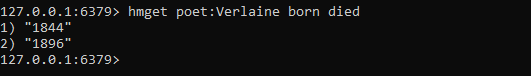 127.0.0.1:6379> hmget poet:Verlaine born died
1) "1844"
2) "1896"
127.0.0.1:6379>